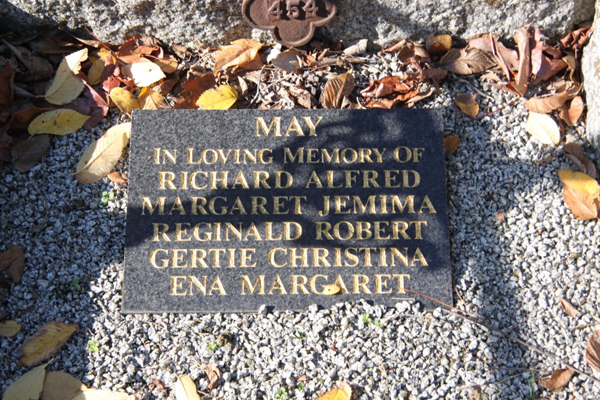 454
MAY
IN LOVING MEMORY OF
RICHARD ALFRED
MARGARET JEMIMA
REGINALD ROBERT
GERTIE CHRISTINA
ENA MARGARET